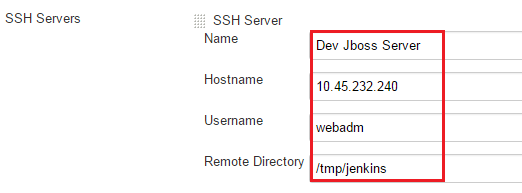 SSH Servers
SSH Server
Name
Dev Jboss Server
Hostname
10.45.232.240
Username
webadm
Remote Directory
/tmp/jenkins